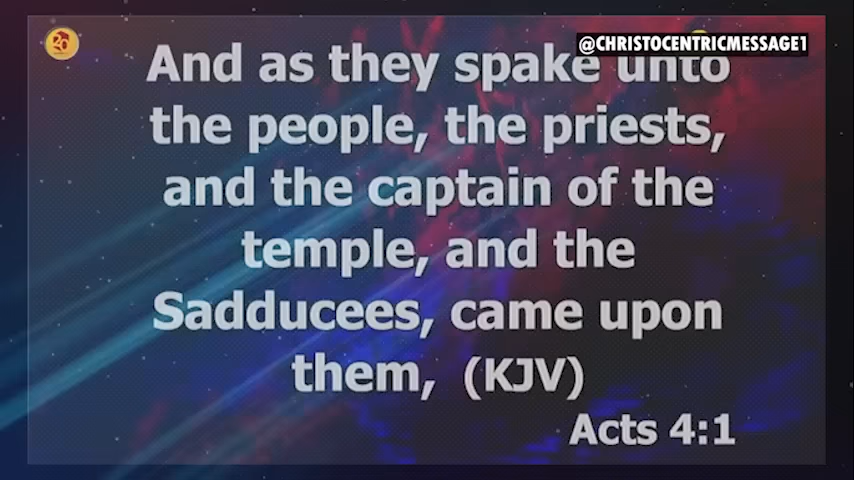 @CHRISTOCENTRICMESSAGE1
And as they spake unto
the people, the priests,
and the captain of the
temple, and the
Sadducees, came upon
them, (KJV)
Acts 4:1
20